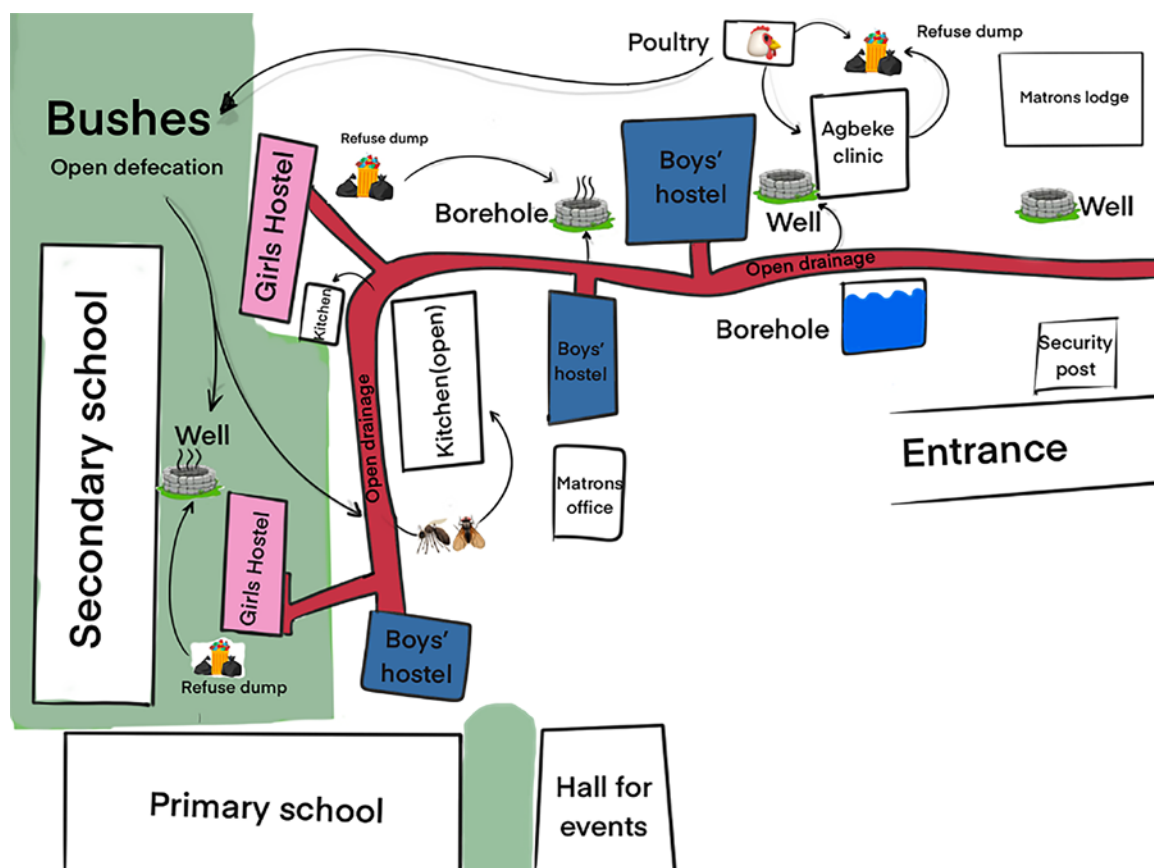 Poultry
Refuse dump
Matrons lodge
Bushes
Open defecation
Refuse dump
Agbeke
clinic
Girls Hostel
Boys'
hostel
Borehole
Well
Well
Open drainage
Kitchen
Kitchen(open)
Boys'
hostel
Borehole
Security
post
Secondary school
Open drainage
Well
Entrance
Matrons
office
Girls Hostel
Boys'
hostel
Refuse dump
Primary school
Hall for
events